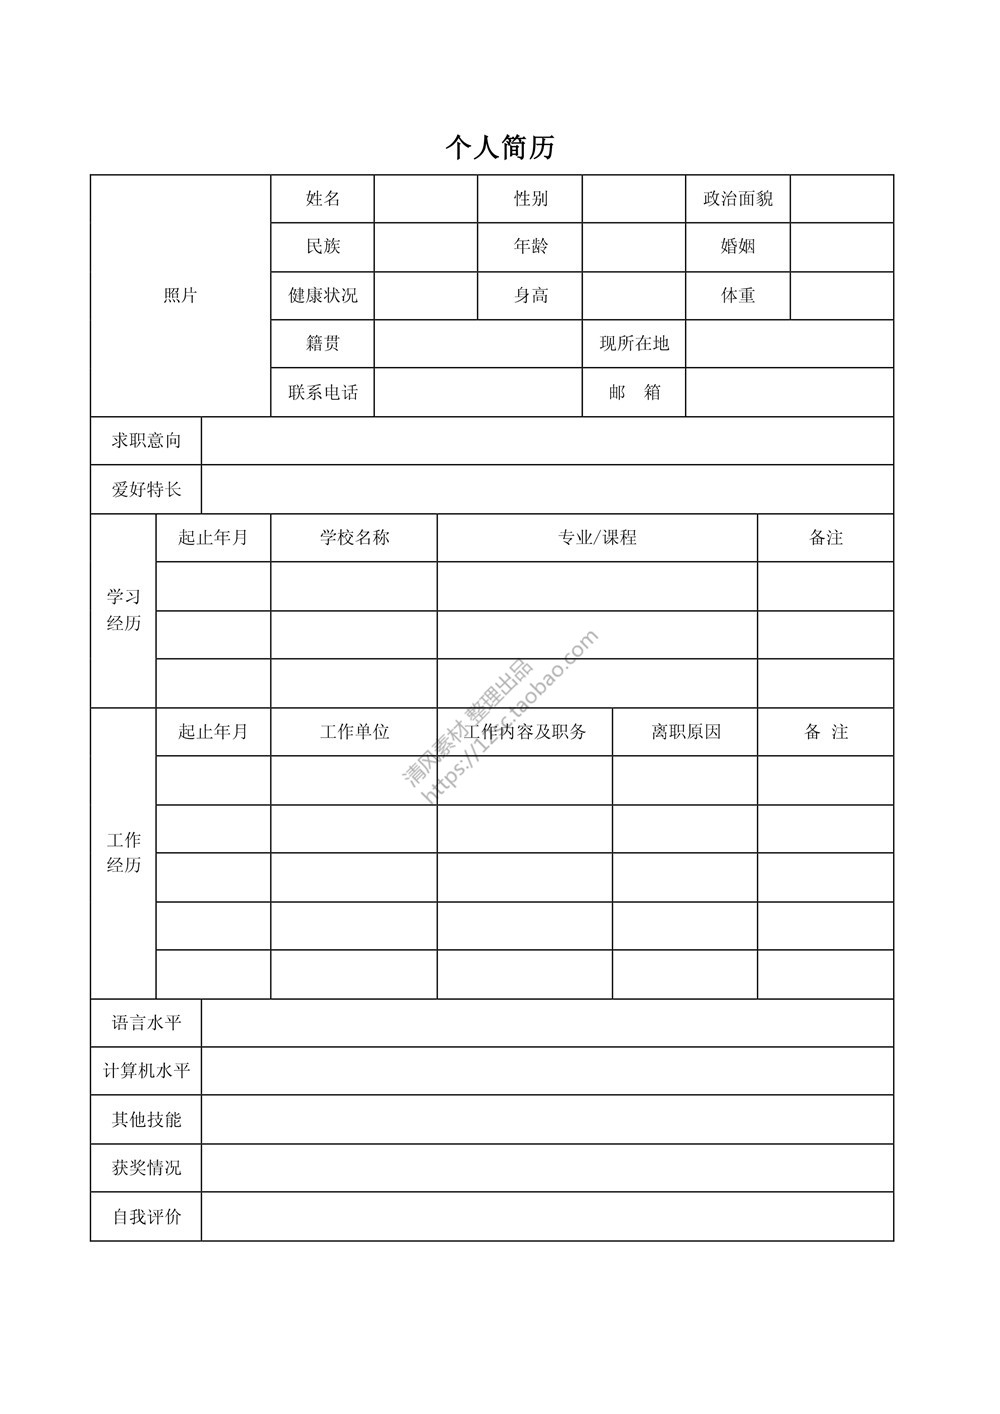 个人简历
照片
姓名 性别 政治面貌
民族 年龄 婚姻
健康状况 身高 体重
籍贯 现所在地
联系电话 邮 箱
求职意向
爱好特长
学习
经历
起止年月 学校名称 专业/课程 备注
工作
经历
起止年月 工作单位 工作内容及职务 离职原因 备 注
语言水平
计算机水平
其他技能
获奖情况
自我评价
清风素材 整理出品